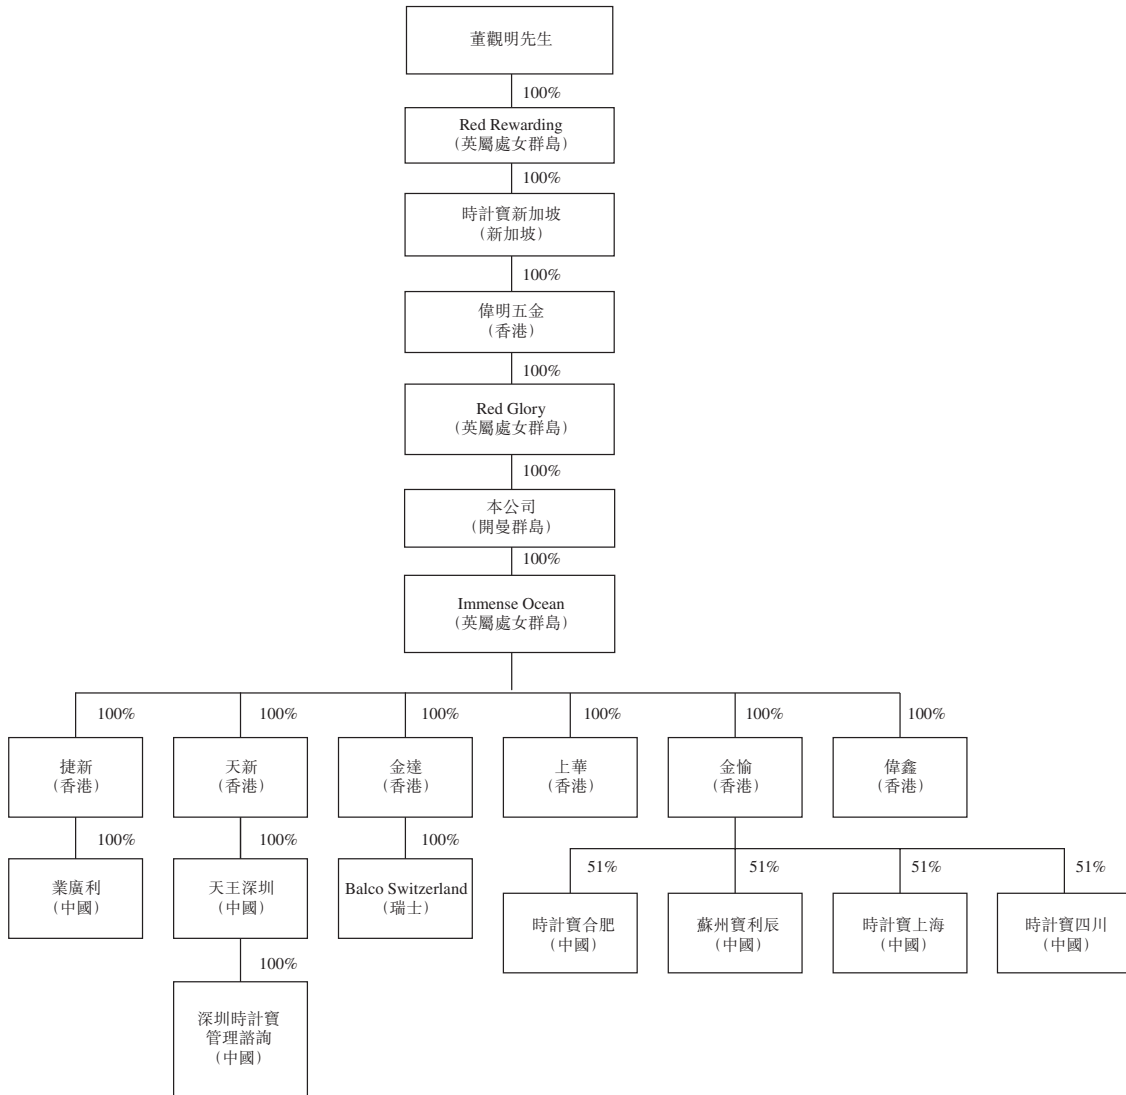 董觀明先生
100%
Red Rewarding
(英屬處女群島)
100%
時計寶新加坡
(新加坡)
100%
偉明五金
(香港)
100%
Red Glory
(英屬處女群島)
100%
本公司
(開曼群島)
100%
Immense Ocean
(英屬處女群島)
100%
100%
100%
100%
100%
100%
捷新
(香港)
天新
(香港)
金達
(香港)
上華
(香港)
金愉
(香港)
偉鑫
(香港)
100%
100%
100%
業廣利
(中國)
天王深圳
(中國)
Balco Switzerland
(瑞士)
51%
51%
51%
51%
時計寶合肥
(中國)
蘇州寶利辰
(中國)
時計寶上海
(中國)
時計寶四川
(中國)
100%
深圳時計寶
管理諮詢
(中國)